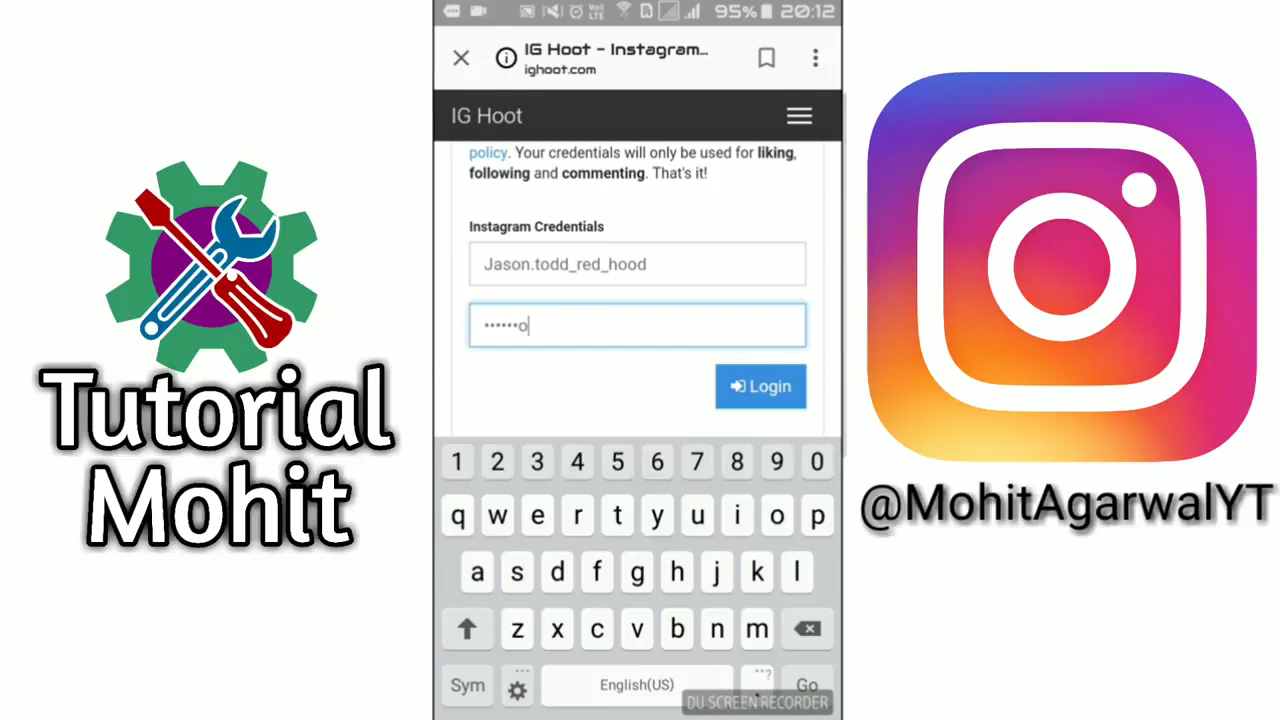 95% 20:12
IG Hoot - Instagram...
ighoot.com
IG Hoot
policy. Your credentials will only be used for liking,
following and commenting. That's it!
Instagram Credentials
Jason.todd_red_hood
••••••o
Login
1 2 3 4 5 6 7 8 9 0
q w e r t y u i o p
a s d f g h j k l
z x c v b n m
Sym English(US) ...? . Go
DU SCREEN RECORDER
Tutorial
Mohit
@MohitAgarwalYT